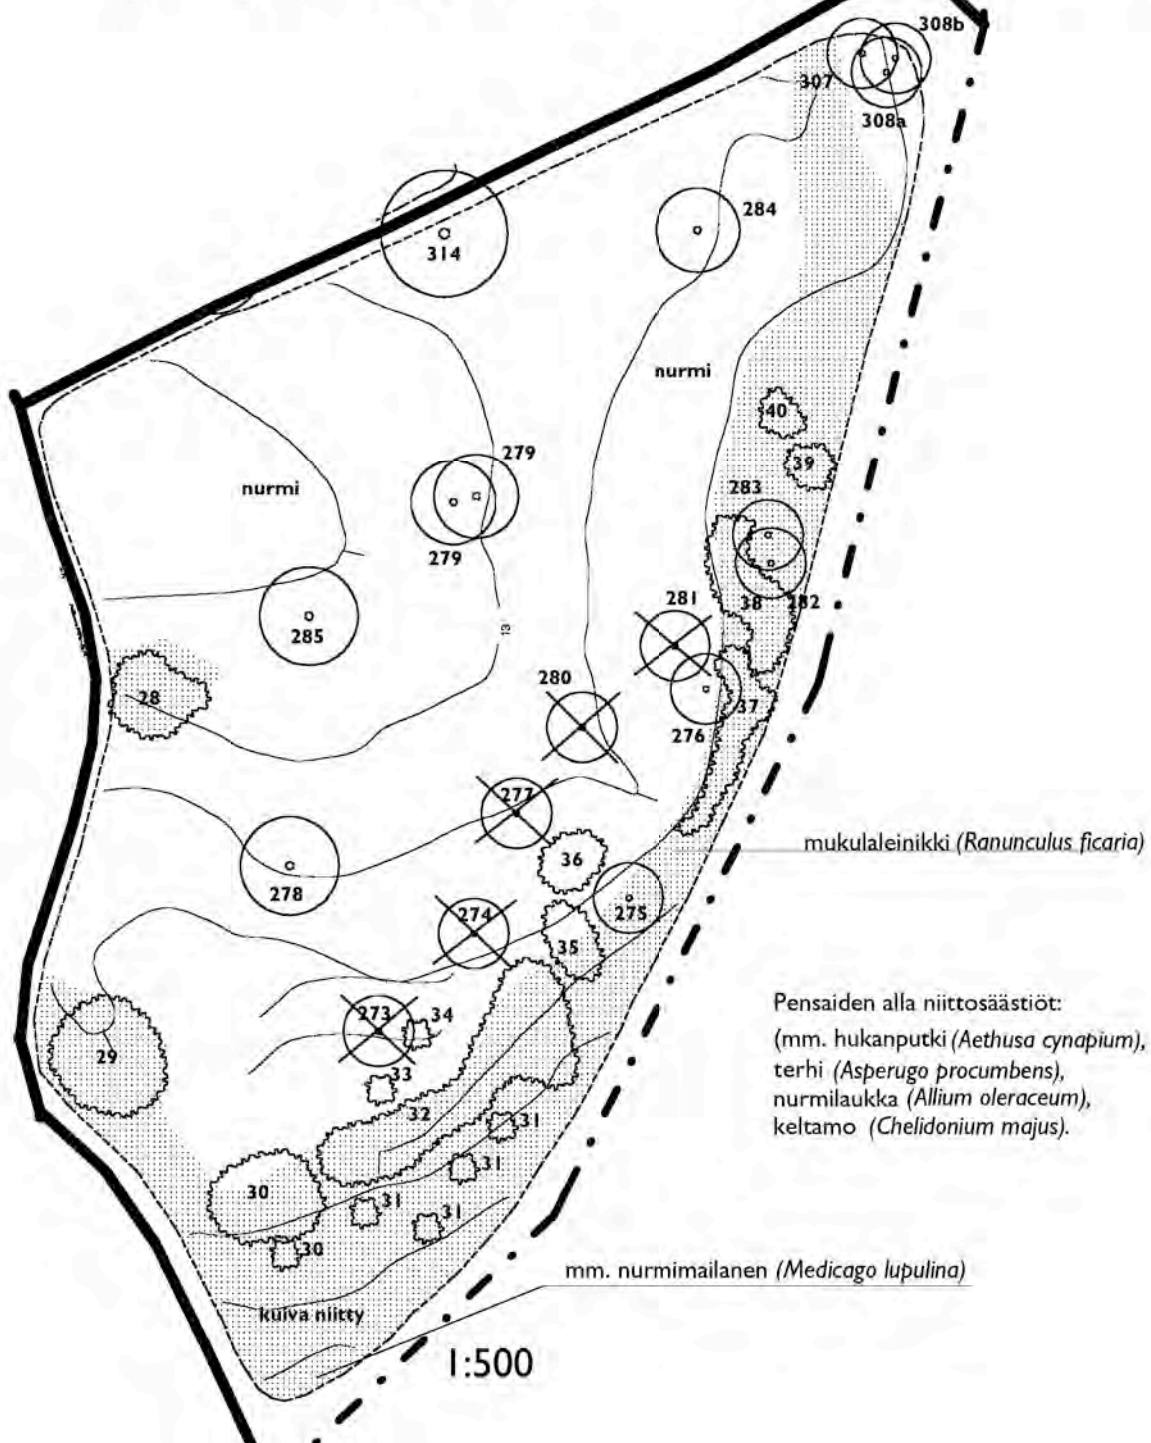 308b
307
308a
284
314
nurmi
40
279
39
nurmi
283
279
281
38
282
13
285
280
28
37
276
277
mukulaleinikki (Ranunculus ficaria)
36
278
274
275
35
Pensaiden alla niittosäästiöt:
273
34
(mm. hukanputki (Aethusa cynapium),
29
terhi (Asperugo procumbens),
33
nurmilaukka (Allium oleraceum),
32
31
keltamo (Chelidonium majus).
31
30
31
31
30
mm. nurmimailanen (Medicago lupulina)
kuiva niitty
1:500